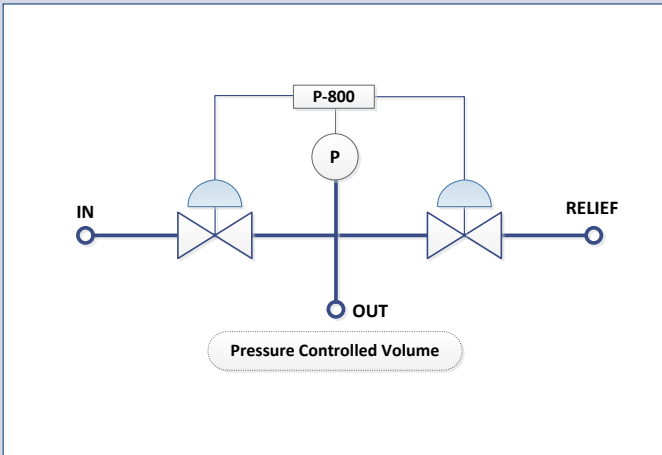 P-800
P
IN
RELIEF
OUT
Pressure Controlled Volume